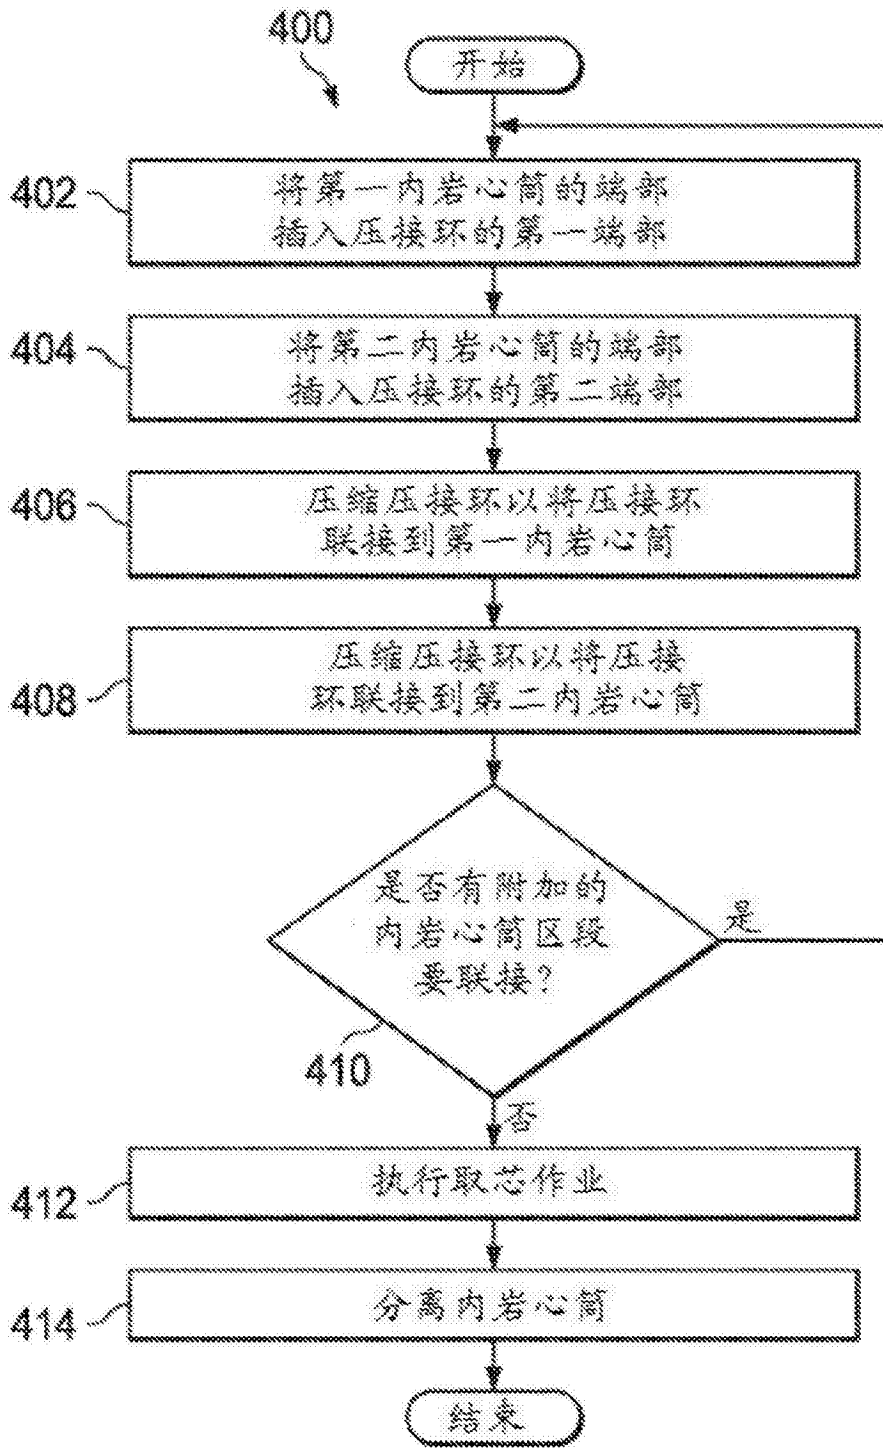 400
开始
402
将第一内岩心筒的端部
插入压接环的第一端部
404
将第二内岩心筒的端部
插入压接环的第二端部
406
压缩压接环以将压接环
联接到第一内岩心筒
408
压缩压接环以将压接
环联接到第二内岩心筒
是否有附加的
内岩心筒区段
要联接?
是
410
否
412
执行取芯作业
414
分离内岩心筒
结束